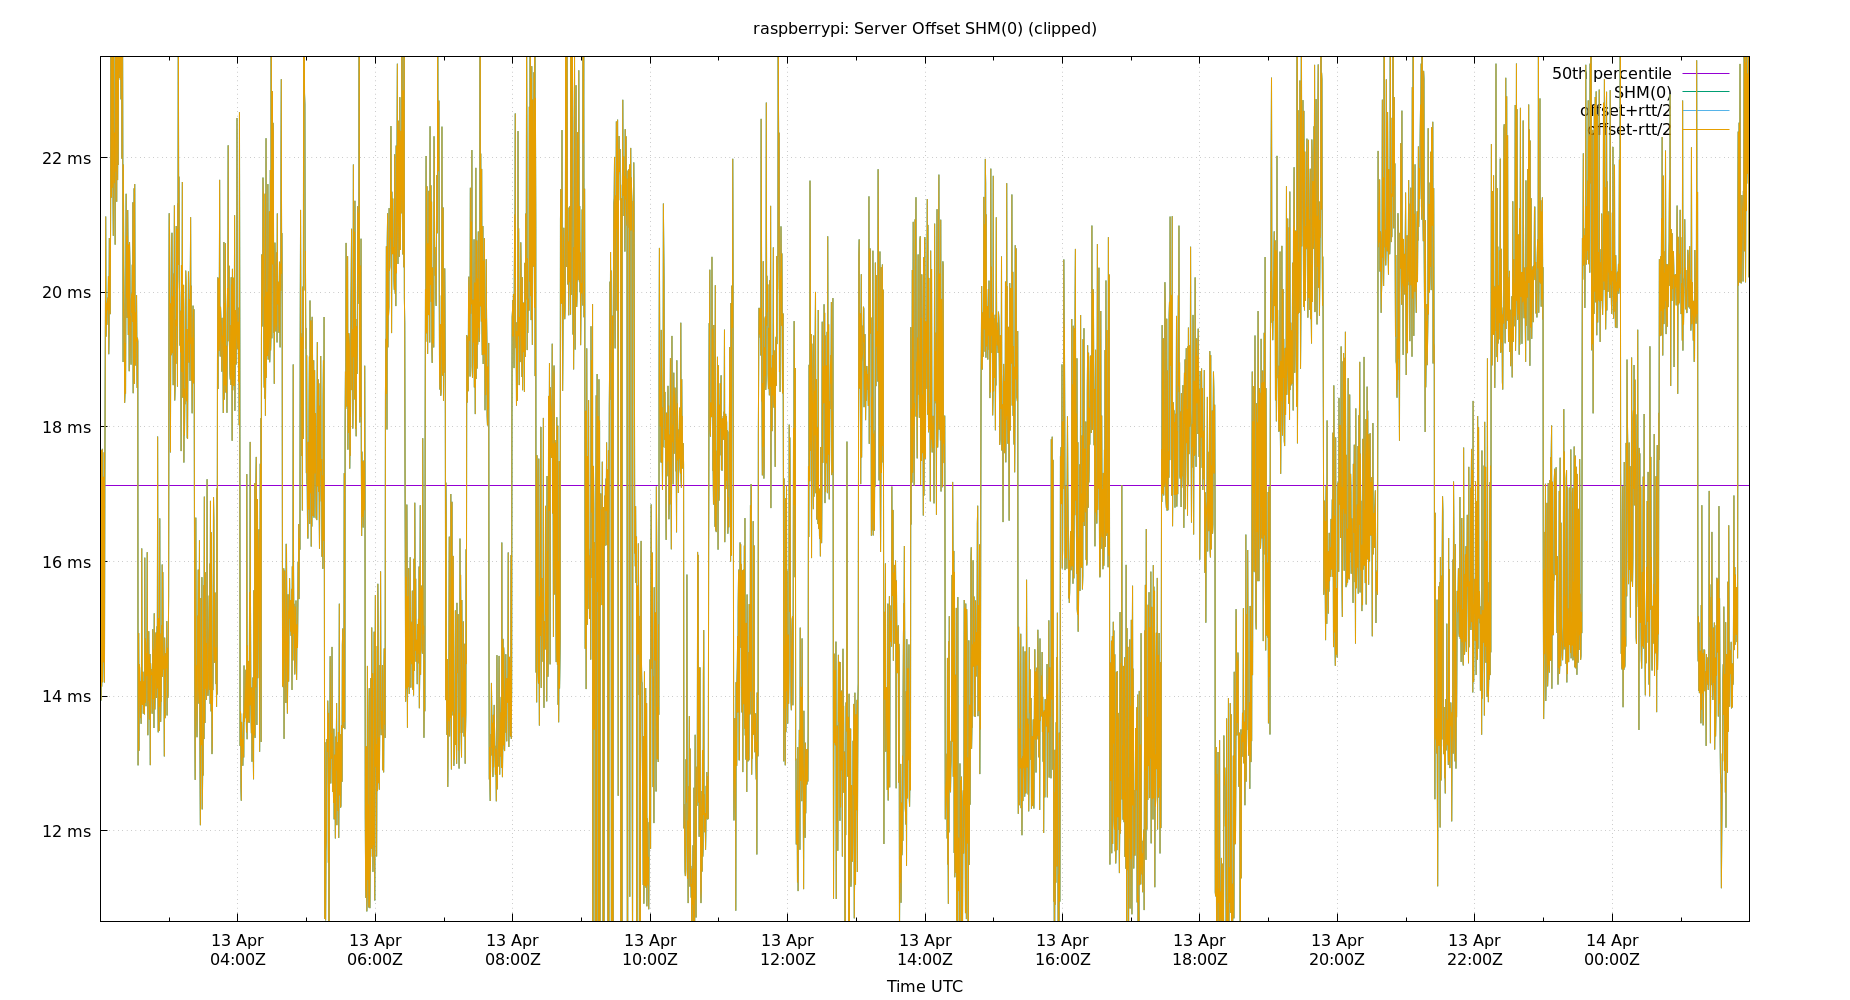 raspberrypi: Server Offset SHM(0) (clipped)
50th percentile
SHM(0)
offset+rtt/2
offset-rtt/2
22 ms
20 ms
18 ms
16 ms
14 ms
12 ms
13 Apr 13 Apr 13 Apr 13 Apr 13 Apr 13 Apr 13 Apr 13 Apr 13 Apr 13 Apr 14 Apr
04:00Z 06:00Z 08:00Z 10:00Z 12:00Z 14:00Z 16:00Z 18:00Z 20:00Z 22:00Z 00:00Z
Time UTC